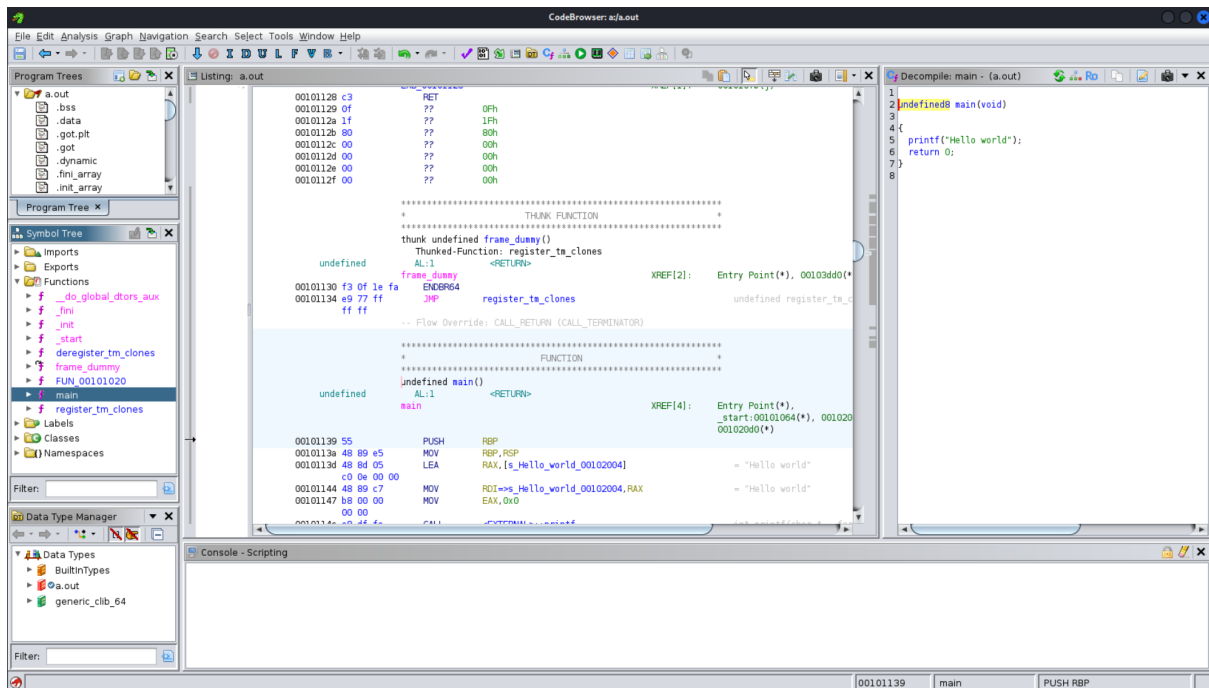 CodeBrowser: a:/a.out
File Edit Analysis Graph Navigation Search Select Tools Window Help
I D U L F V B
Program Trees
a.out
.bss
.data
.got.plt
.got
.dynamic
.fini_array
.init_array
Program Tree ×
Symbol Tree
Imports
Exports
Functions
f __do_global_dtors_aux
f _fini
f _init
f _start
f deregister_tm_clones
f frame_dummy
f FUN_00101020
f main
f register_tm_clones
Labels
Classes
Namespaces
Filter:
Data Type Manager
Data Types
BuiltInTypes
a.out
generic_clib_64
Filter:
Listing: a.out
00101128 c3 RET
00101129 0f ?? 0Fh
0010112a 1f ?? 1Fh
0010112b 80 ?? 80h
0010112c 00 ?? 00h
0010112d 00 ?? 00h
0010112e 00 ?? 00h
0010112f 00 ?? 00h
* THUNK FUNCTION *
thunk undefined frame_dummy()
Thunked-Function: register_tm_clones
undefined AL:1 <RETURN>
frame_dummy XREF[2]: Entry Point(*), 00103dd0(*
00101130 f3 0f 1e fa ENDBR64
00101134 e9 77 ff JMP register_tm_clones undefined register_tm_c
ff ff
-- Flow Override: CALL_RETURN (CALL_TERMINATOR)
* FUNCTION *
undefined main()
undefined AL:1 <RETURN>
main XREF[4]: Entry Point(*),
_start:00101064(*), 001020
001020d0(*)
00101139 55 PUSH RBP
0010113a 48 89 e5 MOV RBP,RSP
0010113d 48 8d 05 LEA RAX,[s_Hello_world_00102004] = "Hello world"
c0 0e 00 00
00101144 48 89 c7 MOV RDI=>s_Hello_world_00102004,RAX = "Hello world"
00101147 b8 00 00 MOV EAX,0x0
00 00
Decompile: main - (a.out)
1
2 undefined8 main(void)
3
4 {
5 printf("Hello world");
6 return 0;
7 }
8
Console - Scripting
00101139 main PUSH RBP